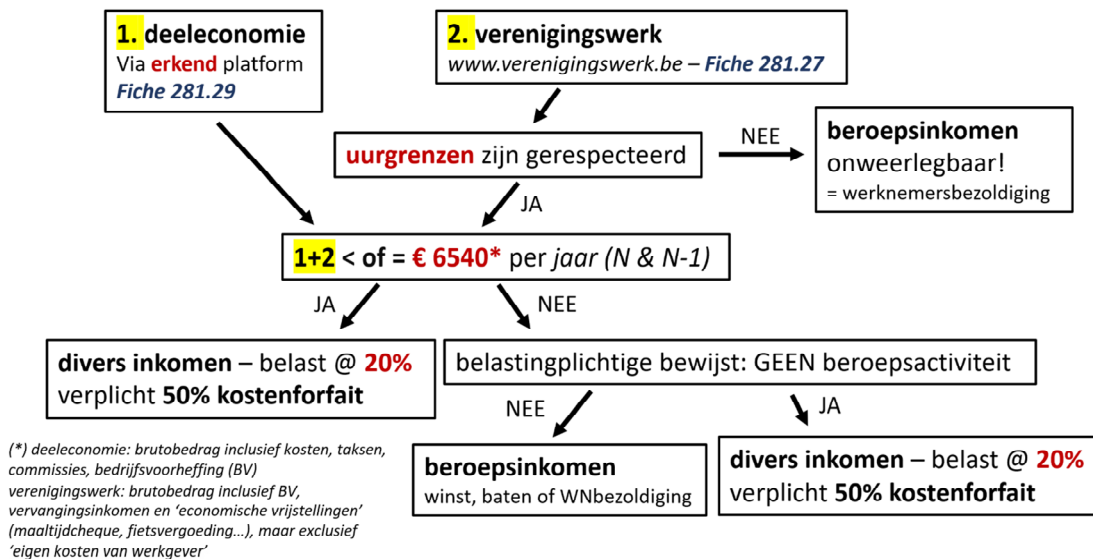 1. deeleconomie
Via erkend platform
Fiche 281.29
2. verenigingswerk
www.verenigingswerk.be – Fiche 281.27
uurgrenzen zijn gerespecteerd
NEE
beroepsinkomen
onweerlegbaar!
= werknemersbezoldiging
JA
1+2 < of = € 6540* per jaar (N & N-1)
JA
NEE
divers inkomen – belast @ 20%
verplicht 50% kostenforfait
belastingplichtige bewijst: GEEN beroepsactiviteit
NEE
JA
beroepsinkomen
winst, baten of WNbezoldiging
divers inkomen – belast @ 20%
verplicht 50% kostenforfait
(*) deeleconomie: brutobedrag inclusief kosten, taksen,
commissies, bedrijfsvoorheffing (BV)
verenigingswerk: brutobedrag inclusief BV,
vervangingsinkomen en ‘economische vrijstellingen’
(maaltijdcheque, fietsvergoeding...), maar exclusief
‘eigen kosten van werkgever’